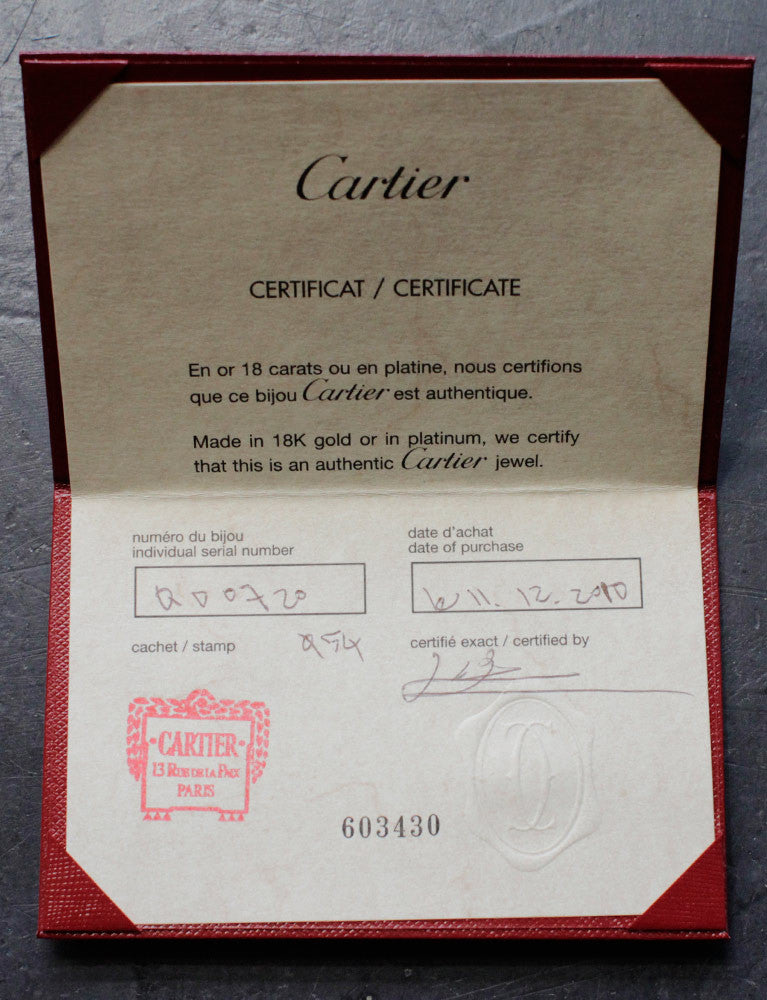 Cartier
CERTIFICAT / CERTIFICATE
En or 18 carats ou en platine, nous certifions
que ce bijou Cartier est authentique.
Made in 18K gold or in platinum, we certify
that this is an authentic Cartier jewel.
numéro du bijou
individual serial number
date d'achat
date of purchase
11. 12. 2010
cachet / stamp
certifié exact / certified by
CARTIER
13 RUE DE LA PAIX
PARIS
603430